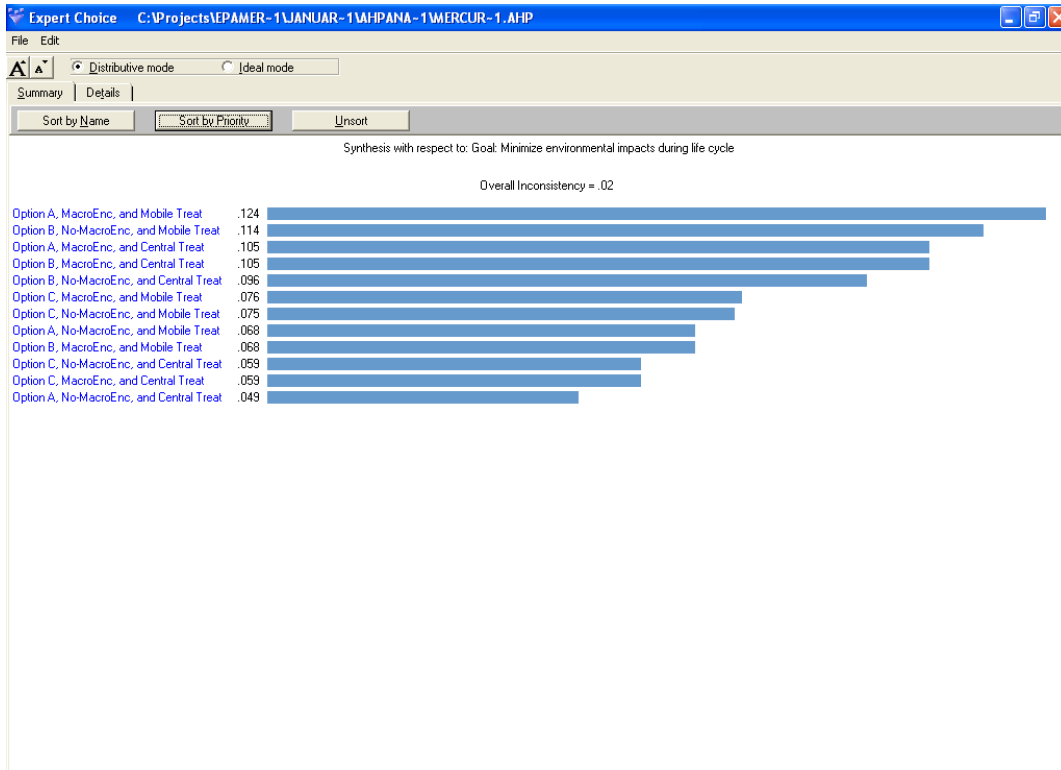 Expert Choice C:\Projects\EPAMER~1\JANUAR~1\AHPANA~1\MERCUR~1.AHP
File Edit
A A Distributive mode Ideal mode
Summary Details
Sort by Name Sort by Priority Unsort
Synthesis with respect to: Goal: Minimize environmental impacts during life cycle
Overall Inconsistency = .02
Option A, MacroEnc, and Mobile Treat .124
Option B, No-MacroEnc, and Mobile Treat .114
Option A, MacroEnc, and Central Treat .105
Option B, MacroEnc, and Central Treat .105
Option B, No-MacroEnc, and Central Treat .096
Option C, MacroEnc, and Mobile Treat .076
Option C, No-MacroEnc, and Mobile Treat .075
Option A, No-MacroEnc, and Mobile Treat .068
Option B, MacroEnc, and Mobile Treat .068
Option C, No-MacroEnc, and Central Treat .059
Option C, MacroEnc, and Central Treat .059
Option A, No-MacroEnc, and Central Treat .049